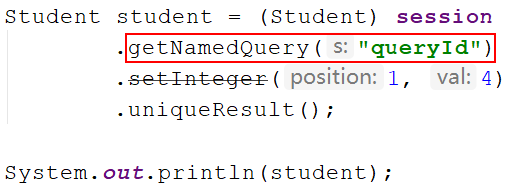 Student student = (Student) session
.getNamedQuery( s: "queryId")
.setInteger( position: 1, val: 4)
.uniqueResult();
System.out.println(student);